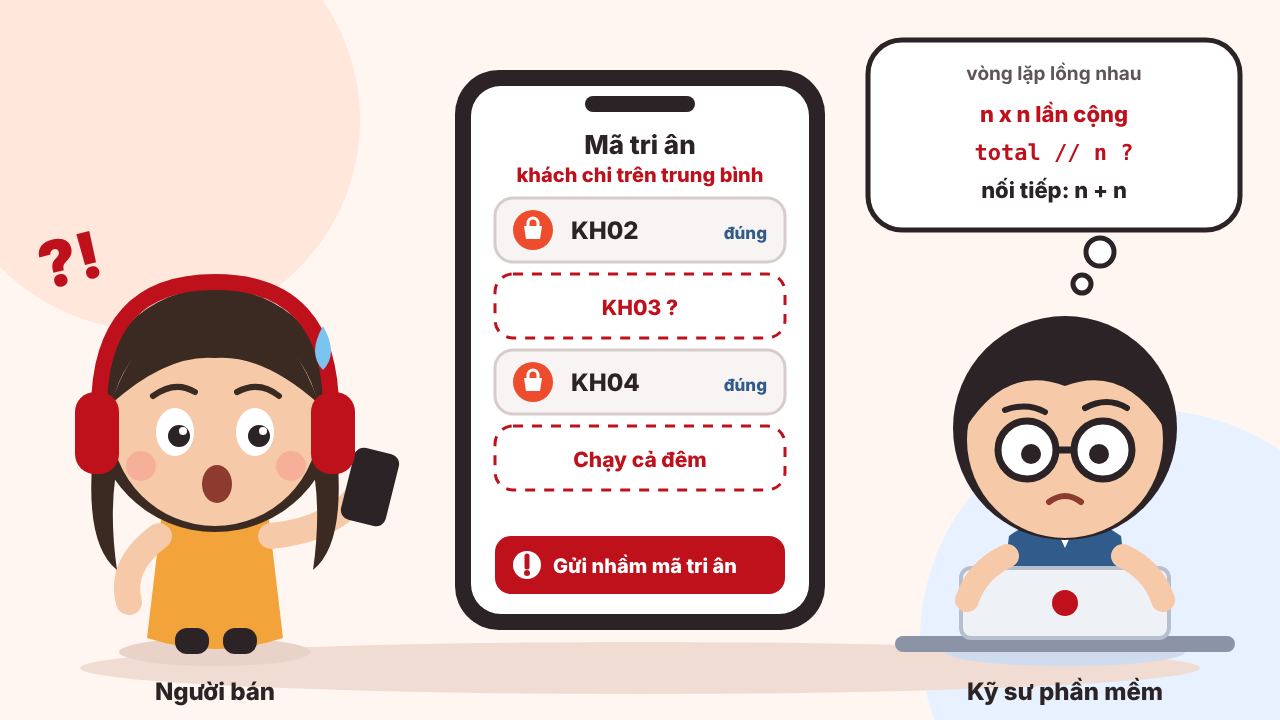 ?!
Mã tri ân
khách chi trên trung bình
KH02
đúng
KH03 ?
KH04
đúng
Chạy cả đêm
Gửi nhầm mã tri ân
vòng lặp lồng nhau
n x n lần cộng
total // n ?
nối tiếp: n + n
Người bán
Kỹ sư phần mềm